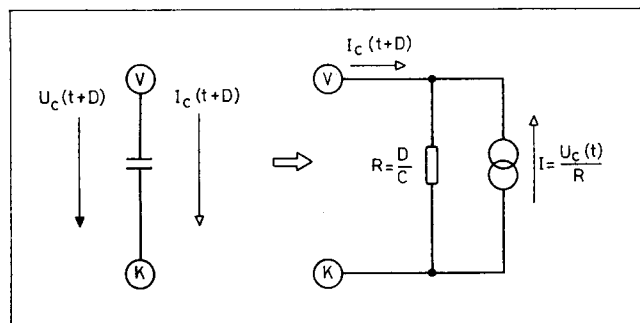 V
U_C(t+D)
I_C(t+D)
K
I_C(t+D)
V
R=D/C
I=U_C(t)/R
K